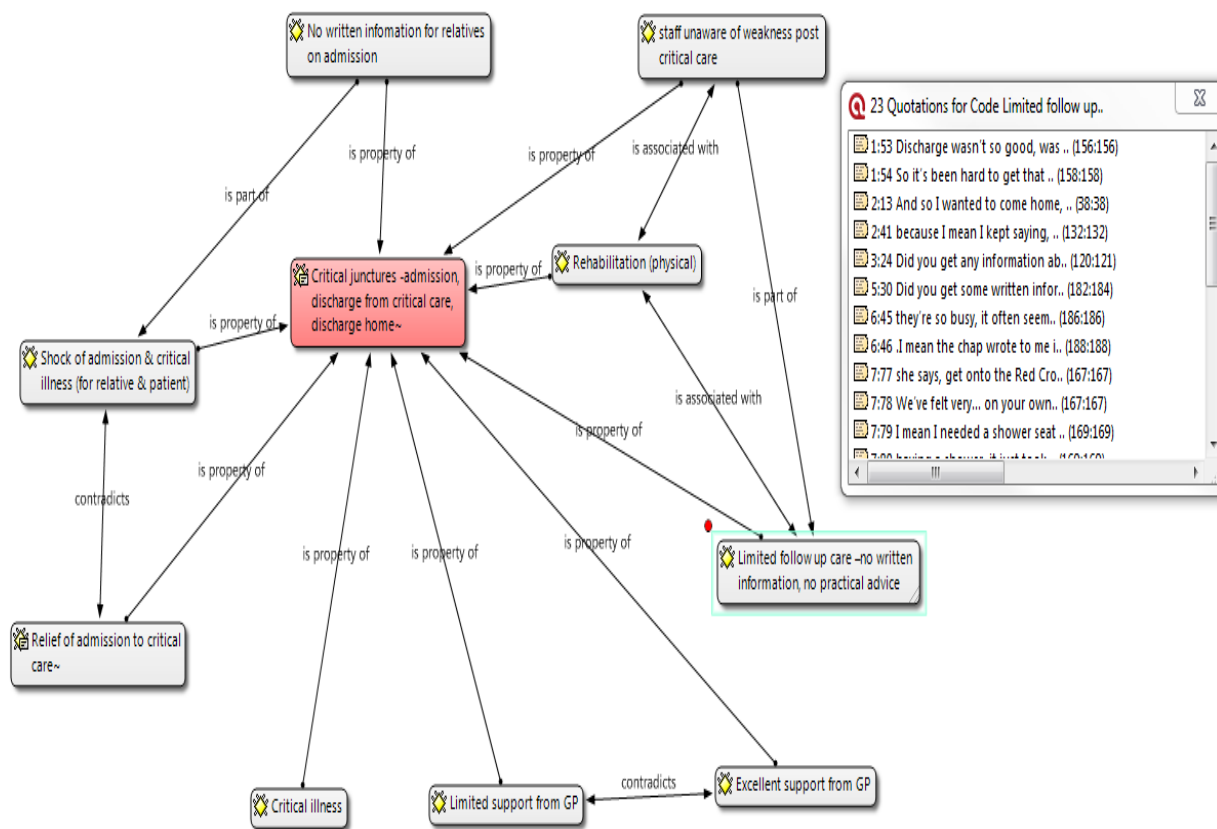 No written infomation for relatives
on admission
staff unaware of weakness post
critical care
23 Quotations for Code Limited follow up..
1:53 Discharge wasn't so good, was .. (156:156)
1:54 So it's been hard to get that .. (158:158)
2:13 And so I wanted to come home, .. (38:38)
2:41 because I mean I kept saying, .. (132:132)
3:24 Did you get any information ab.. (120:121)
5:30 Did you get some written infor.. (182:184)
6:45 they're so busy, it often seem.. (186:186)
6:46 .I mean the chap wrote to me i.. (188:188)
7:77 she says, get onto the Red Cro.. (167:167)
7:78 We've felt very... on your own.. (167:167)
7:79 I mean I needed a shower seat .. (169:169)
is associated with
is property of
is property of
is part of
Rehabilitation (physical)
is property of
Critical junctures -admission,
discharge from critical care,
discharge home~
is part of
is property of
Shock of admission & critical
illness (for relative & patient)
is associated with
is property of
is property of
contradicts
is property of
is property of
is property of
Limited follow up care –no written
information, no practical advice
Relief of admission to critical
care~
contradicts
Excellent support from GP
Critical illness
Limited support from GP